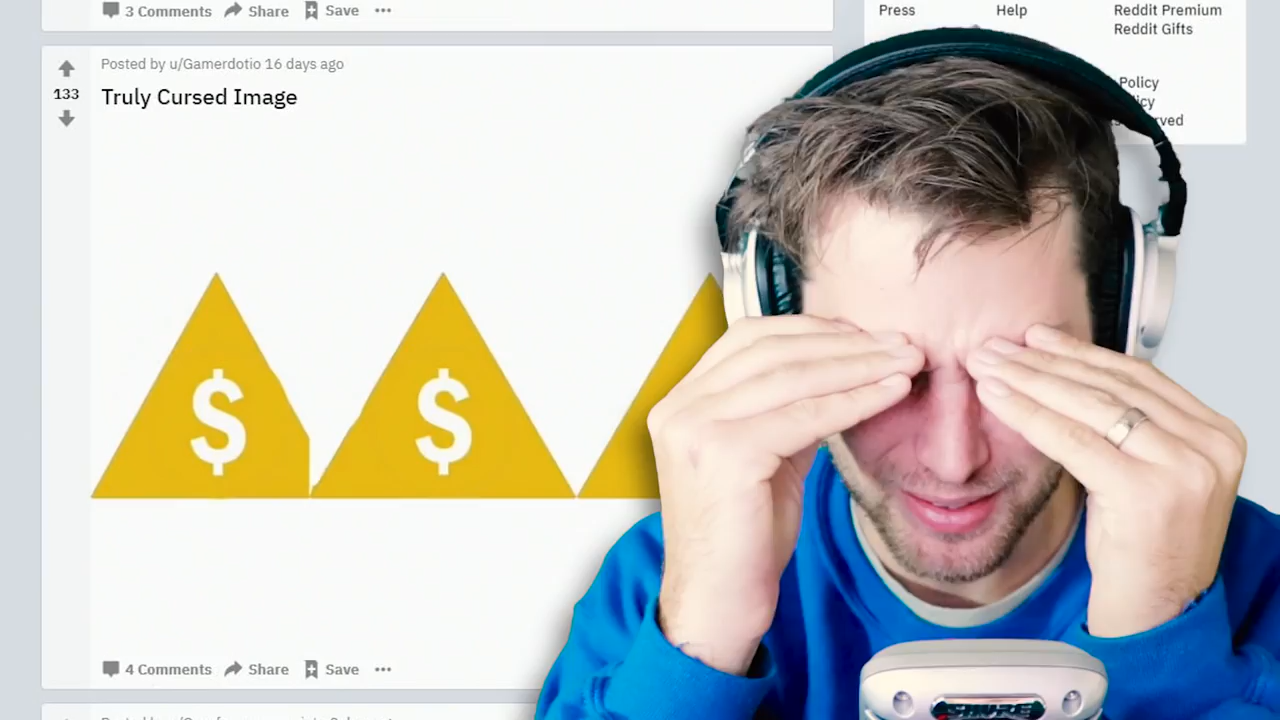 3 Comments Share Save
Press Help Reddit Premium
Reddit Gifts
Posted by u/Gamerdotio 16 days ago
133
Truly Cursed Image
Policy
$ $
4 Comments Share Save